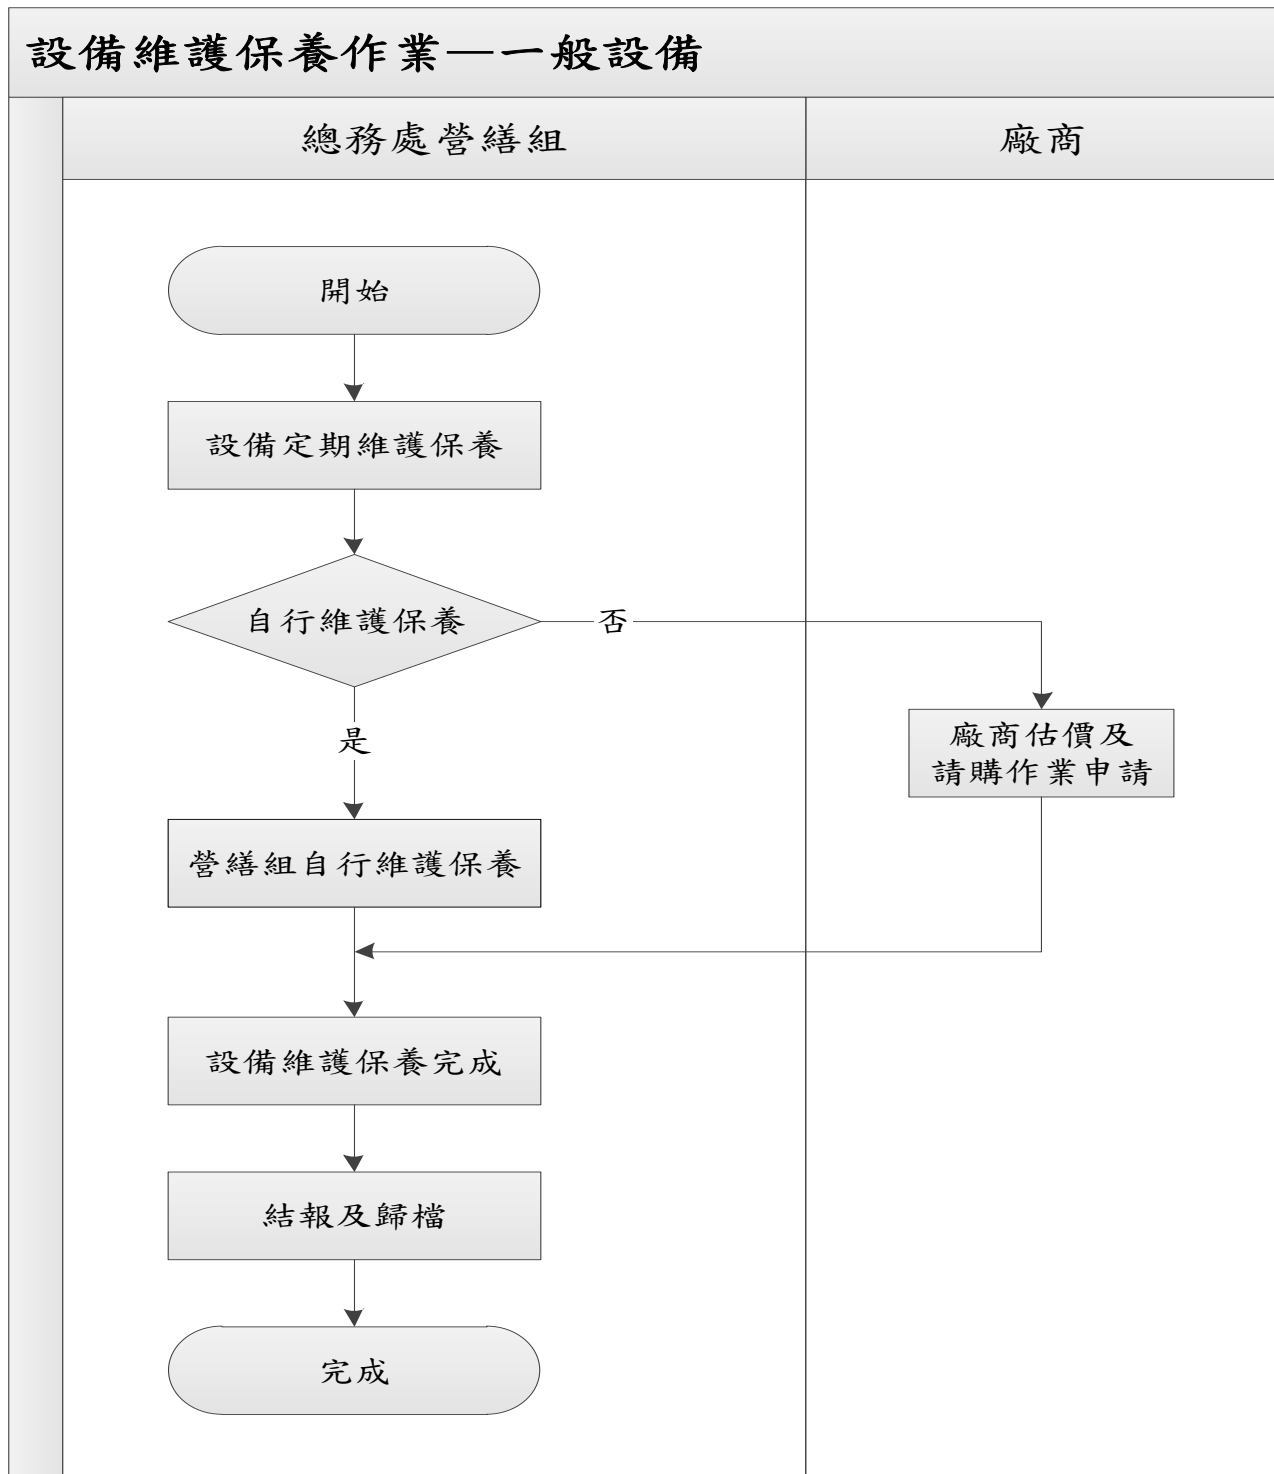 設備維護保養作業—一般設備
總務處營繕組
廠商
開始
設備定期維護保養
自行維護保養
否
是
廠商估價及
請購作業申請
營繕組自行維護保養
設備維護保養完成
結報及歸檔
完成